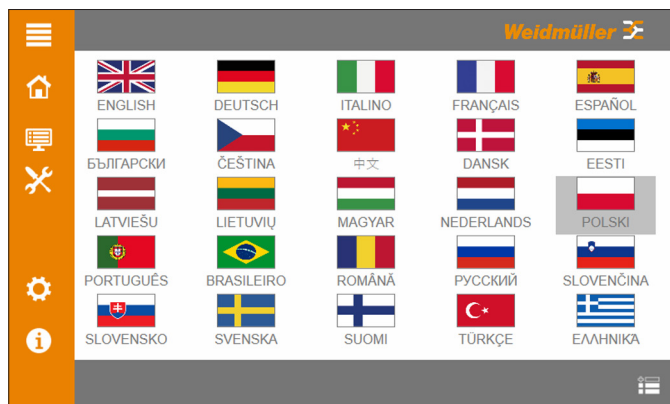 Weidmüller
ENGLISH DEUTSCH ITALINO FRANÇAIS ESPAÑOL
БЪЛГАРСКИ ČEŠTINA 中文 DANSK EESTI
LATVIEŠU LIETUVIŲ MAGYAR NEDERLANDS POLSKI
PORTUGUÊS BRASILEIRO ROMÂNĂ РУССКИЙ SLOVENČINA
SLOVENSKO SVENSKA SUOMI TÜRKÇE ΕΛΛΗΝΙΚΆ